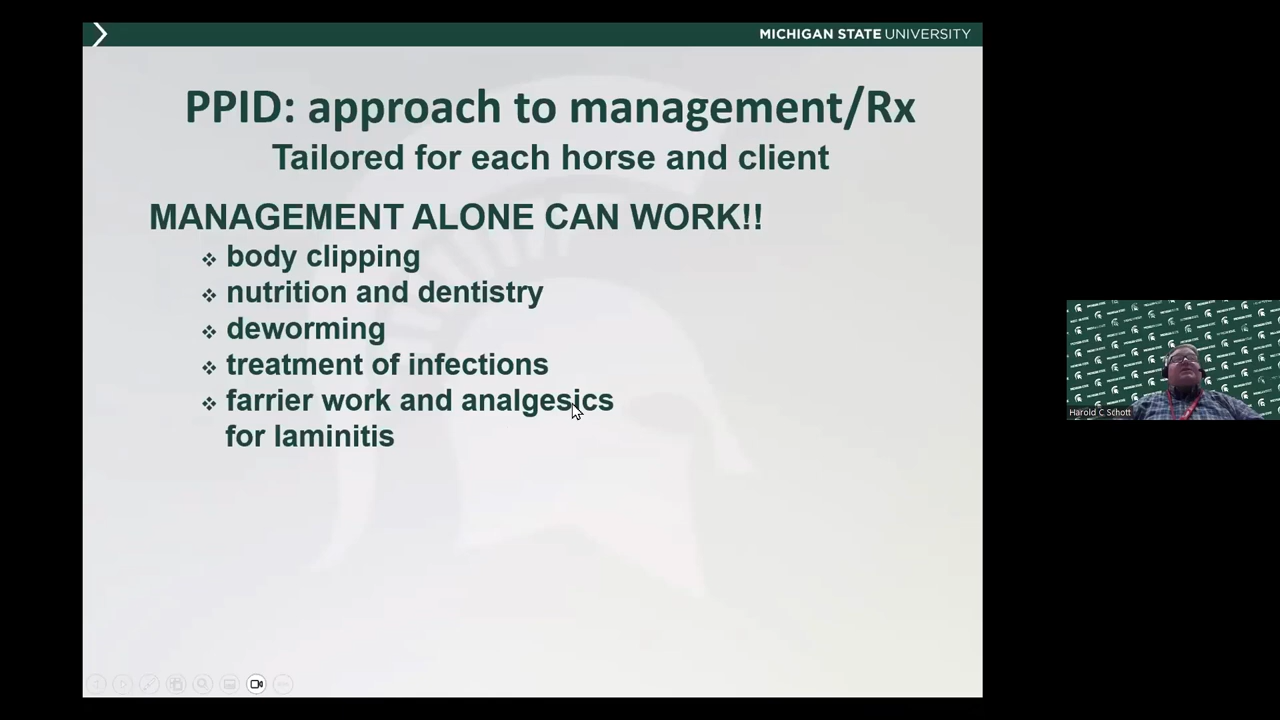 MICHIGAN STATE UNIVERSITY
PPID: approach to management/Rx
Tailored for each horse and client
MANAGEMENT ALONE CAN WORK!!
body clipping
nutrition and dentistry
deworming
treatment of infections
farrier work and analgesics
for laminitis
Harold C Schott